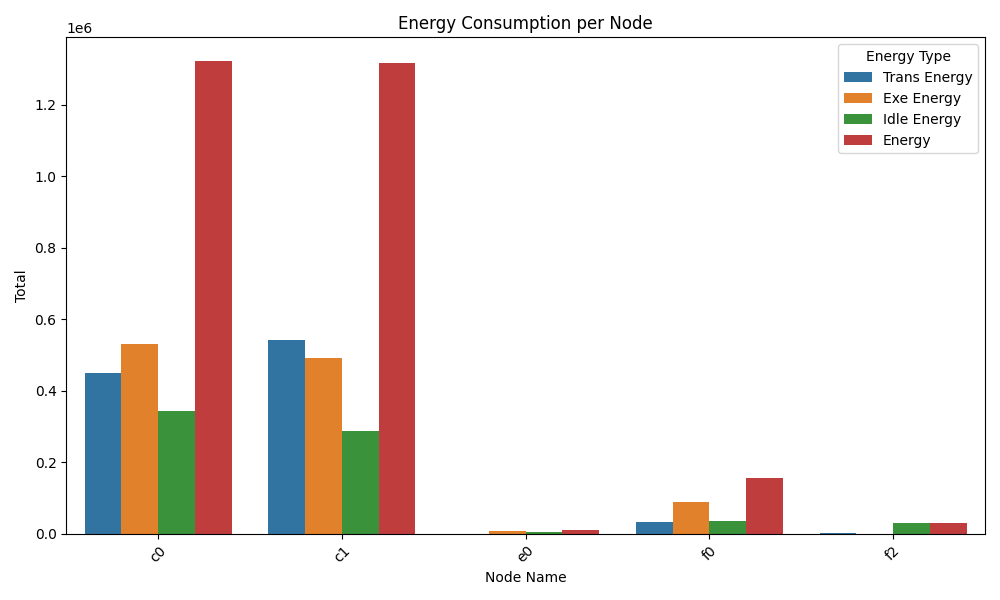 Energy Consumption per Node
1e6
Energy Type
Trans Energy
Exe Energy
Idle Energy
Energy
1.2
1.0
0.8
0.6
0.4
0.2
0.0
Total
c0
c1
e0
f0
f2
Node Name